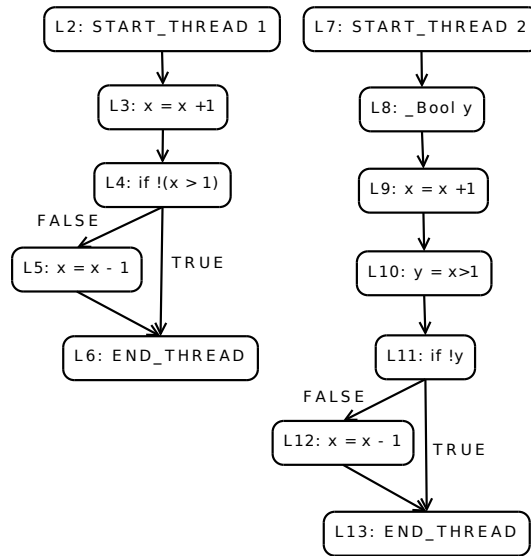 L2: START_THREAD 1
L3: x = x +1
L4: if !(x > 1)
FALSE
L5: x = x - 1
TRUE
L6: END_THREAD
L7: START_THREAD 2
L8: _Bool y
L9: x = x +1
L10: y = x>1
L11: if !y
FALSE
L12: x = x - 1
TRUE
L13: END_THREAD